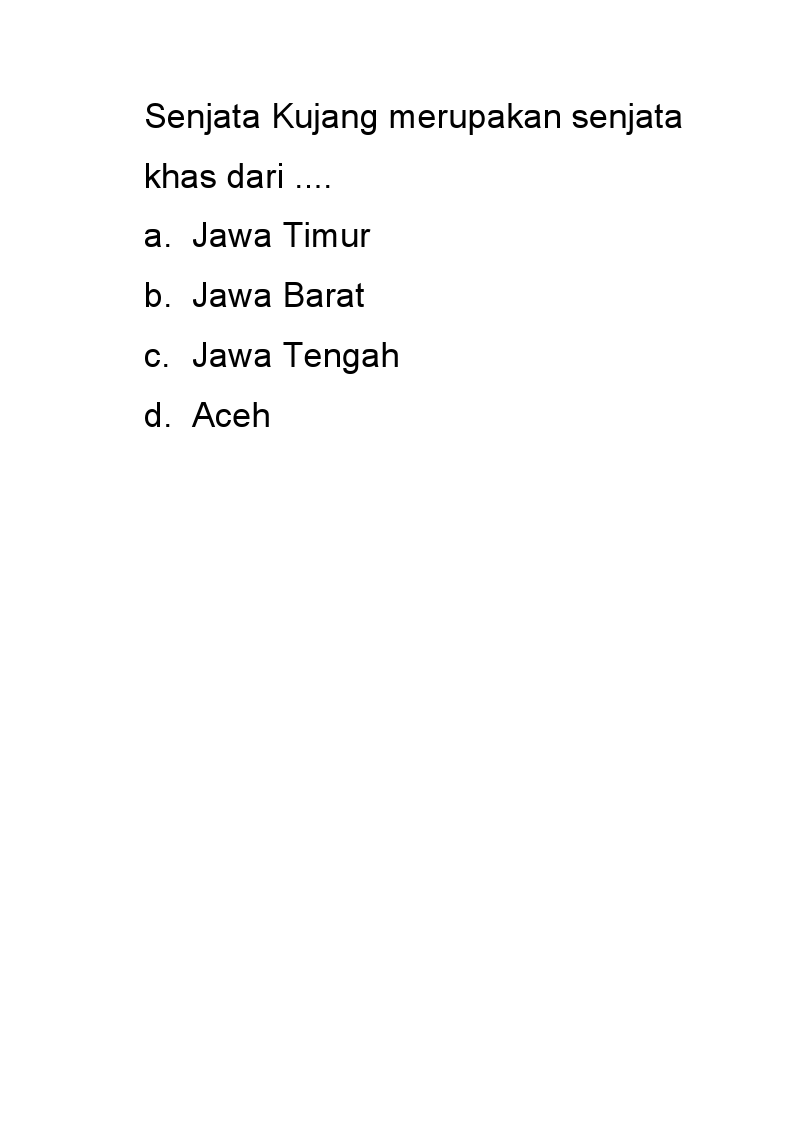 Senjata Kujang merupakan senjata
khas dari ....
a. Jawa Timur
b. Jawa Barat
c. Jawa Tengah
d. Aceh